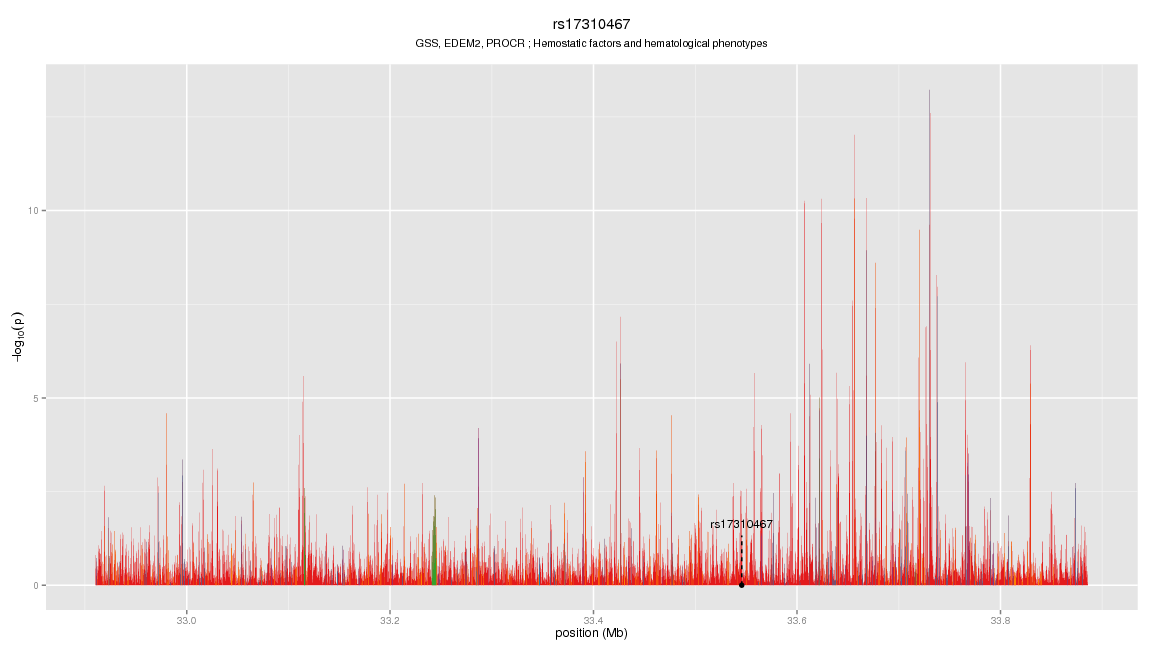 rs17310467
GSS, EDEM2, PROCR ; Hemostatic factors and hematological phenotypes
10
5
0
−log10(p)
rs17310467
33.0 33.2 33.4 33.6 33.8
position (Mb)